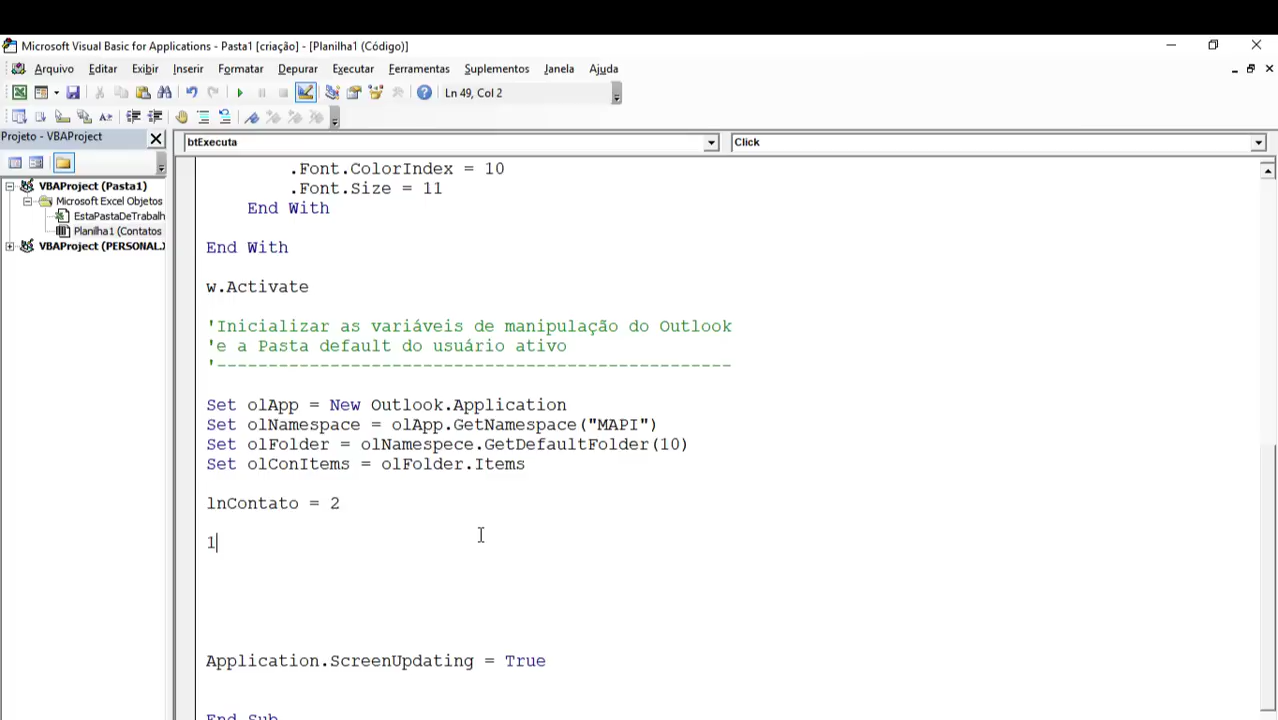 Microsoft Visual Basic for Applications - Pasta1 [criação] - [Planilha1 (Código)]
Arquivo Editar Exibir Inserir Formatar Depurar Executar Ferramentas Suplementos Janela Ajuda
Ln 49, Col 2
Projeto - VBAProject
btExecuta
Click
VBAProject (Pasta1)
Microsoft Excel Objetos
EstaPastaDeTrabalh
Planilha1 (Contatos
VBAProject (PERSONAL.
.Font.ColorIndex = 10
.Font.Size = 11
End With
End With
w.Activate
'Inicializar as variáveis de manipulação do Outlook
'e a Pasta default do usuário ativo
'--------------------------------------------------
Set olApp = New Outlook.Application
Set olNamespace = olApp.GetNamespace("MAPI")
Set olFolder = olNamespece.GetDefaultFolder(10)
Set olConItems = olFolder.Items
lnContato = 2
l
Application.ScreenUpdating = True
End Sub